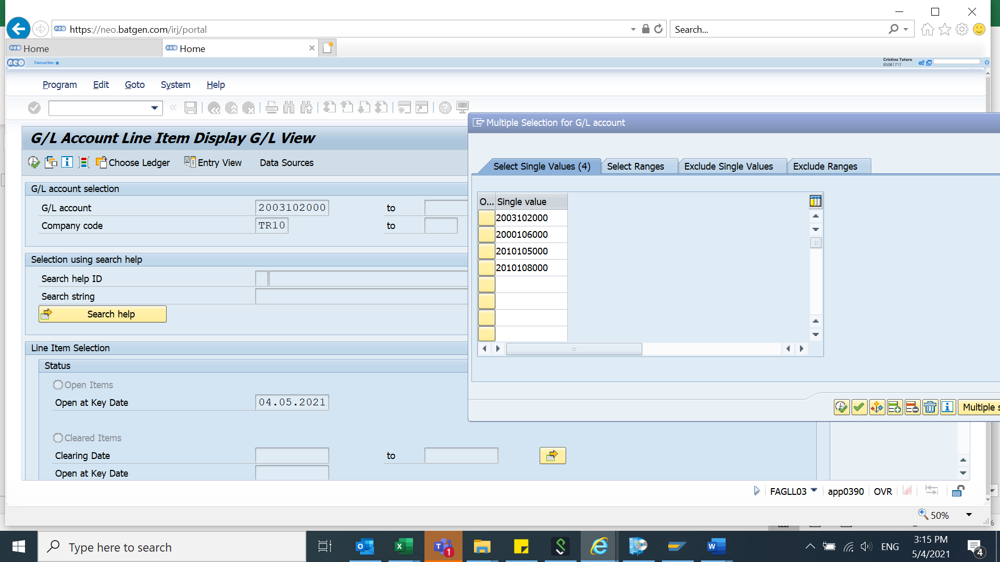 https://neo.batgen.com/irj/portal
Search...
neo Home
neo Home
neo Favourites:
Cristina Tataru
85061717
Program Edit Goto System Help
G/L Account Line Item Display G/L View
Choose Ledger Entry View Data Sources
G/L account selection
G/L account 2003102000 to
Company code TR10 to
Selection using search help
Search help ID
Search string
Search help
Line Item Selection
Status
Open Items
Open at Key Date 04.05.2021
Cleared Items
Clearing Date to
Open at Key Date
Multiple Selection for G/L account
Select Single Values (4) Select Ranges Exclude Single Values Exclude Ranges
O... Single value
2003102000
2000106000
2010105000
2010108000
Multiple s
FAGLL03 app0390 OVR
50%
Type here to search
1
ENG
3:15 PM
5/4/2021
4